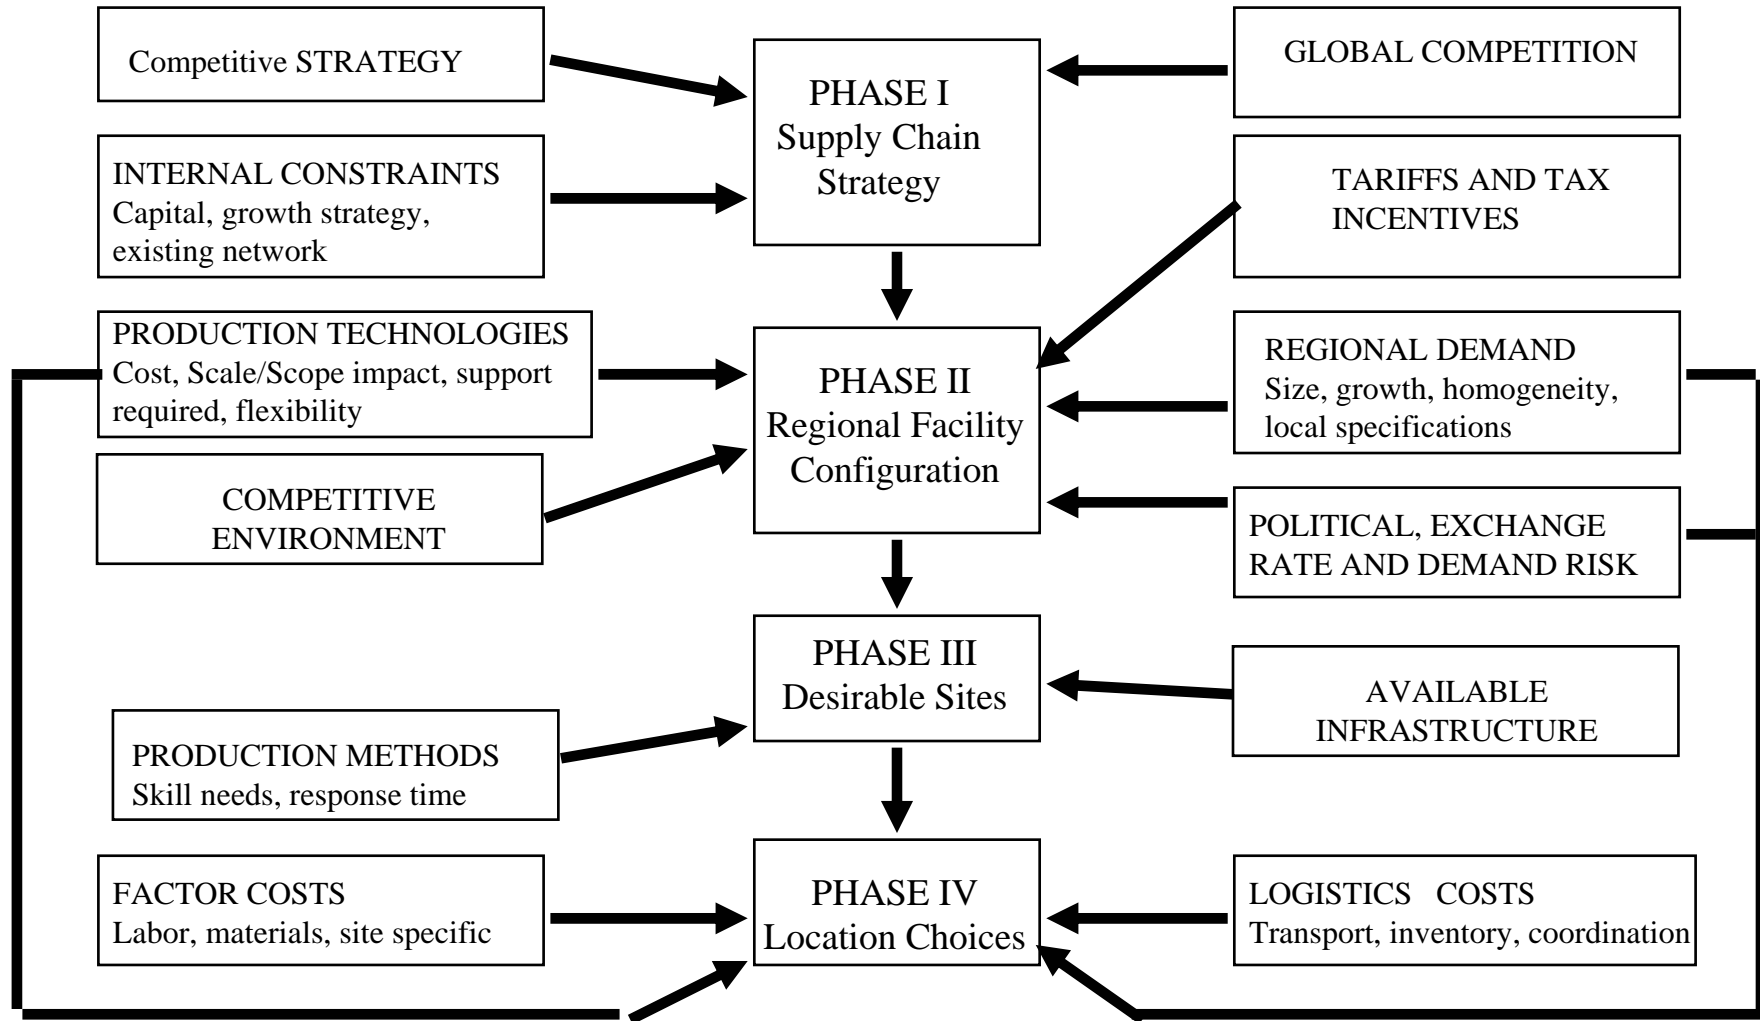 Competitive STRATEGY
PHASE I
Supply Chain
Strategy
GLOBAL COMPETITION
INTERNAL CONSTRAINTS
Capital, growth strategy,
existing network
TARIFFS AND TAX
INCENTIVES
PRODUCTION TECHNOLOGIES
Cost, Scale/Scope impact, support
required, flexibility
PHASE II
Regional Facility
Configuration
REGIONAL DEMAND
Size, growth, homogeneity,
local specifications
COMPETITIVE
ENVIRONMENT
POLITICAL, EXCHANGE
RATE AND DEMAND RISK
PHASE III
Desirable Sites
AVAILABLE
INFRASTRUCTURE
PRODUCTION METHODS
Skill needs, response time
FACTOR COSTS
Labor, materials, site specific
PHASE IV
Location Choices
LOGISTICS COSTS
Transport, inventory, coordination